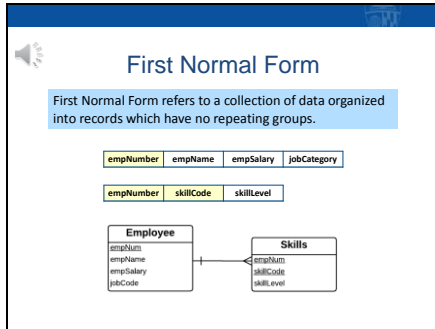 First Normal Form
First Normal Form refers to a collection of data organized
into records which have no repeating groups.
empNumber empName empSalary jobCategory
empNumber skillCode skillLevel
Employee
empNum
empName
empSalary
jobCode
Skills
empNum
skillCode
skillLevel